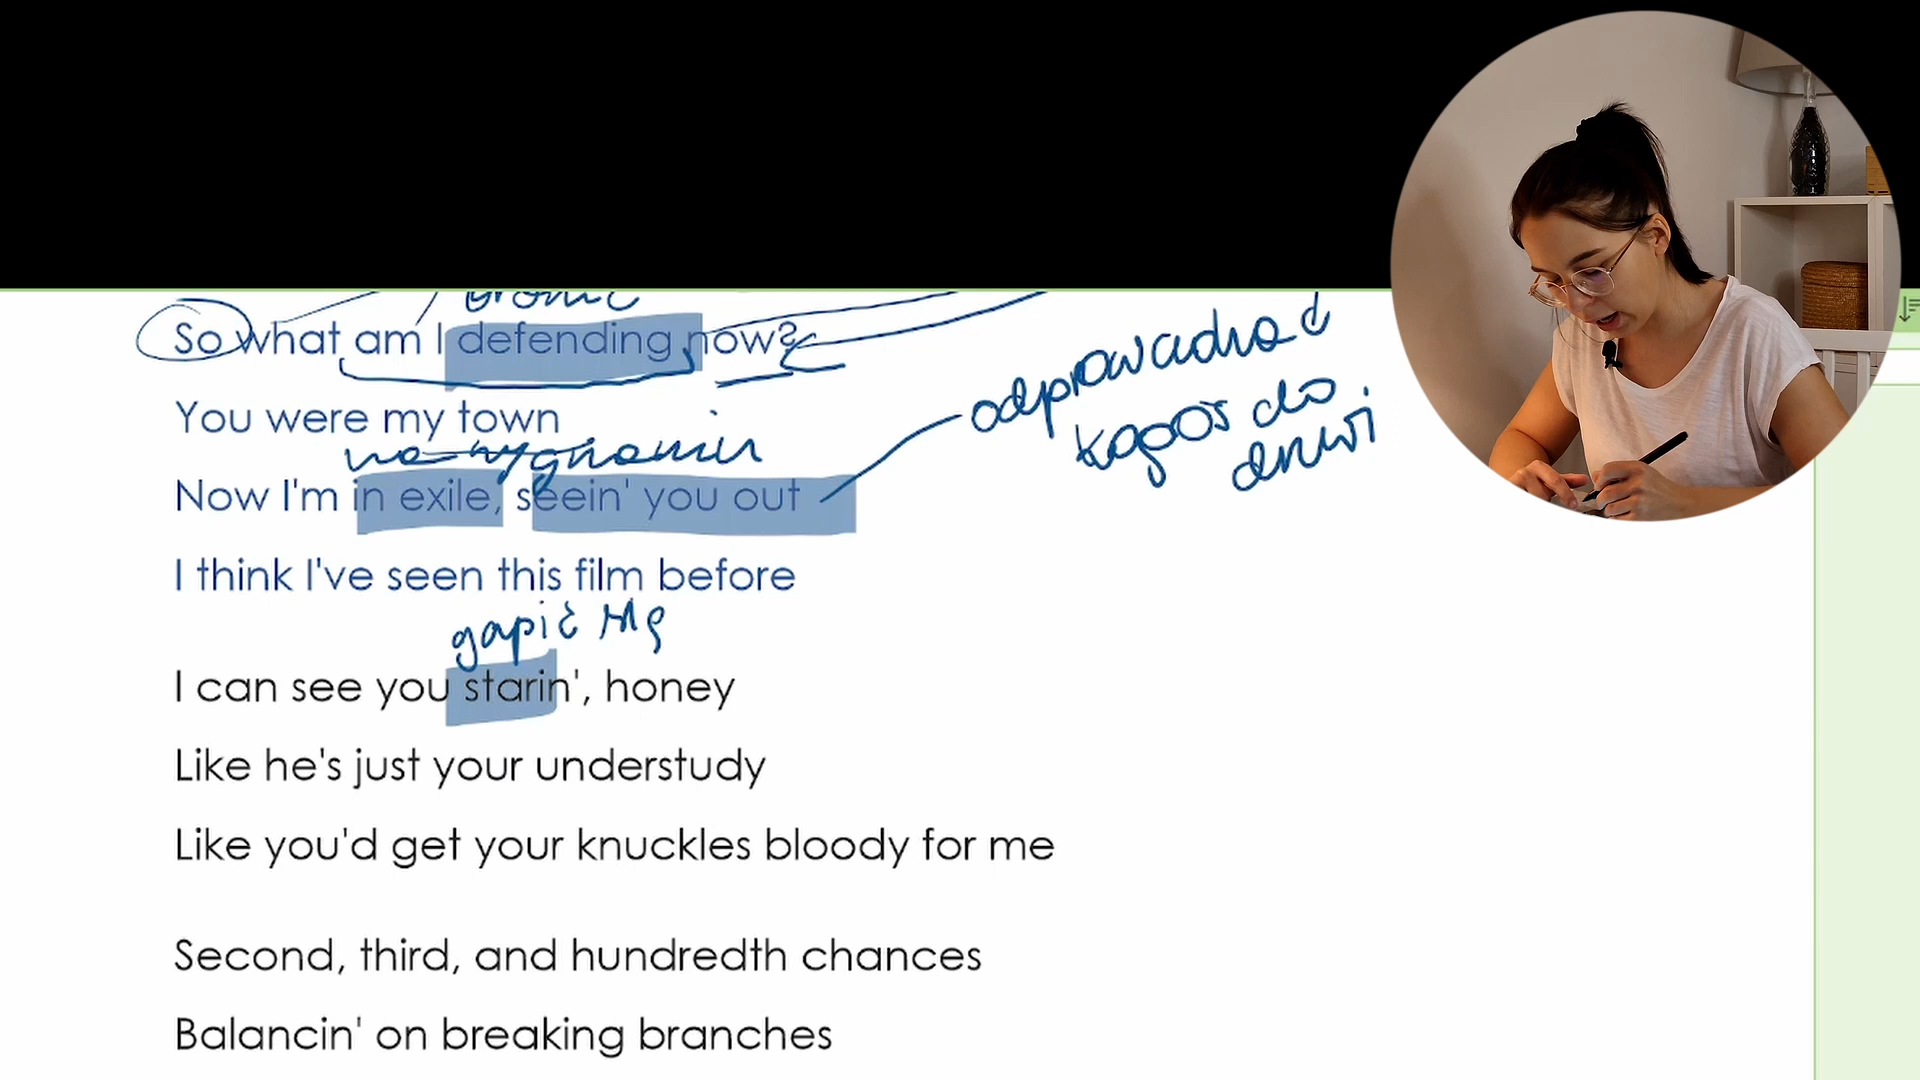 bronić
So what am I defending now?
You were my town
na wygnaniu
Now I'm in exile, seein' you out
odprowadzać
kogoś do
drzwi
I think I've seen this film before
gapić się
I can see you starin', honey
Like he's just your understudy
Like you'd get your knuckles bloody for me
Second, third, and hundredth chances
Balancin' on breaking branches